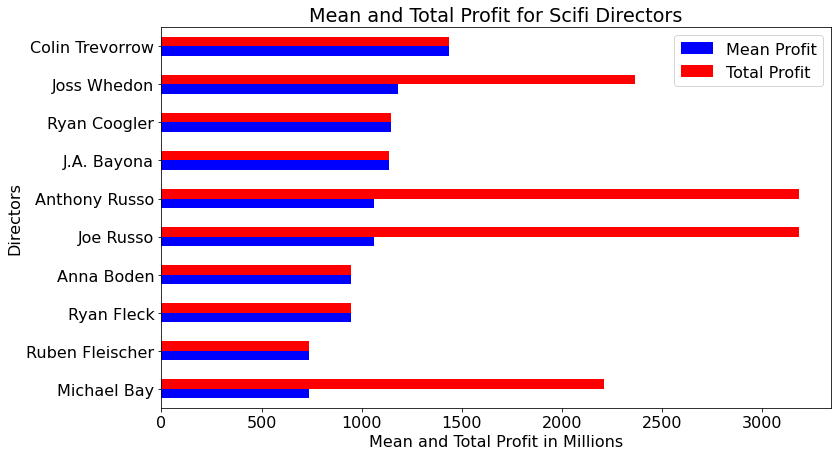 Mean and Total Profit for Scifi Directors
Mean Profit
Total Profit
Directors
Colin Trevorrow
Joss Whedon
Ryan Coogler
J.A. Bayona
Anthony Russo
Joe Russo
Anna Boden
Ryan Fleck
Ruben Fleischer
Michael Bay
0 500 1000 1500 2000 2500 3000
Mean and Total Profit in Millions